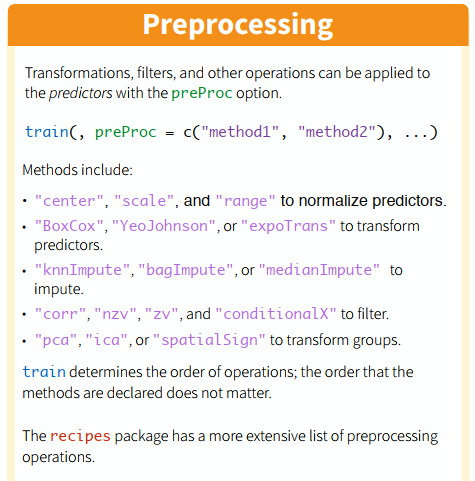 Preprocessing
Transformations, filters, and other operations can be applied to
the predictors with the preProc option.
train(, preProc = c("method1", "method2"), ...)
Methods include:
• "center", "scale", and "range" to normalize predictors.
• "BoxCox", "YeoJohnson", or "expoTrans" to transform
predictors.
• "knnImpute", "bagImpute", or "medianImpute" to
impute.
• "corr", "nzv", "zv", and "conditionalX" to filter.
• "pca", "ica", or "spatialSign" to transform groups.
train determines the order of operations; the order that the
methods are declared does not matter.
The recipes package has a more extensive list of preprocessing
operations.